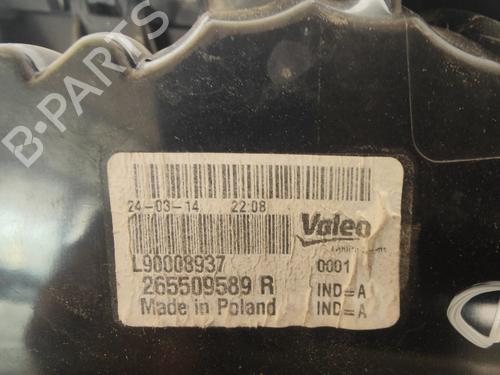 B-PARTS
24-03-14 22:08
Valeo
L90008937 0001
265509589 R IND=A
Made in Poland IND=A